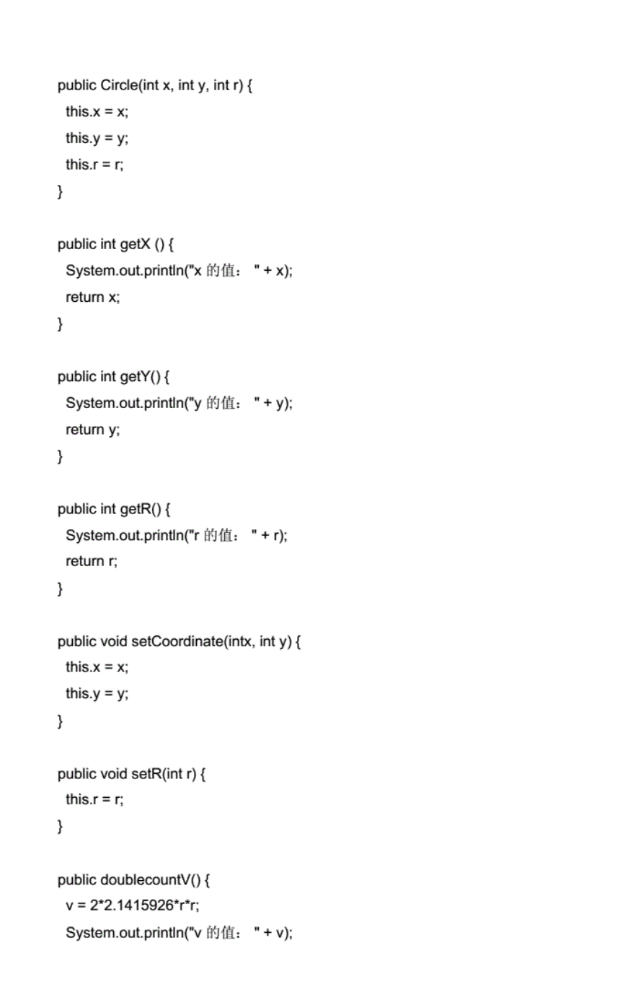 public Circle(int x, int y, int r) {
this.x = x;
this.y = y;
this.r = r;
}
public int getX () {
System.out.println("x 的值： " + x);
return x;
}
public int getY() {
System.out.println("y 的值： " + y);
return y;
}
public int getR() {
System.out.println("r 的值： " + r);
return r;
}
public void setCoordinate(intx, int y) {
this.x = x;
this.y = y;
}
public void setR(int r) {
this.r = r;
}
public doublecountV() {
v = 2*2.1415926*r*r;
System.out.println("v 的值： " + v);